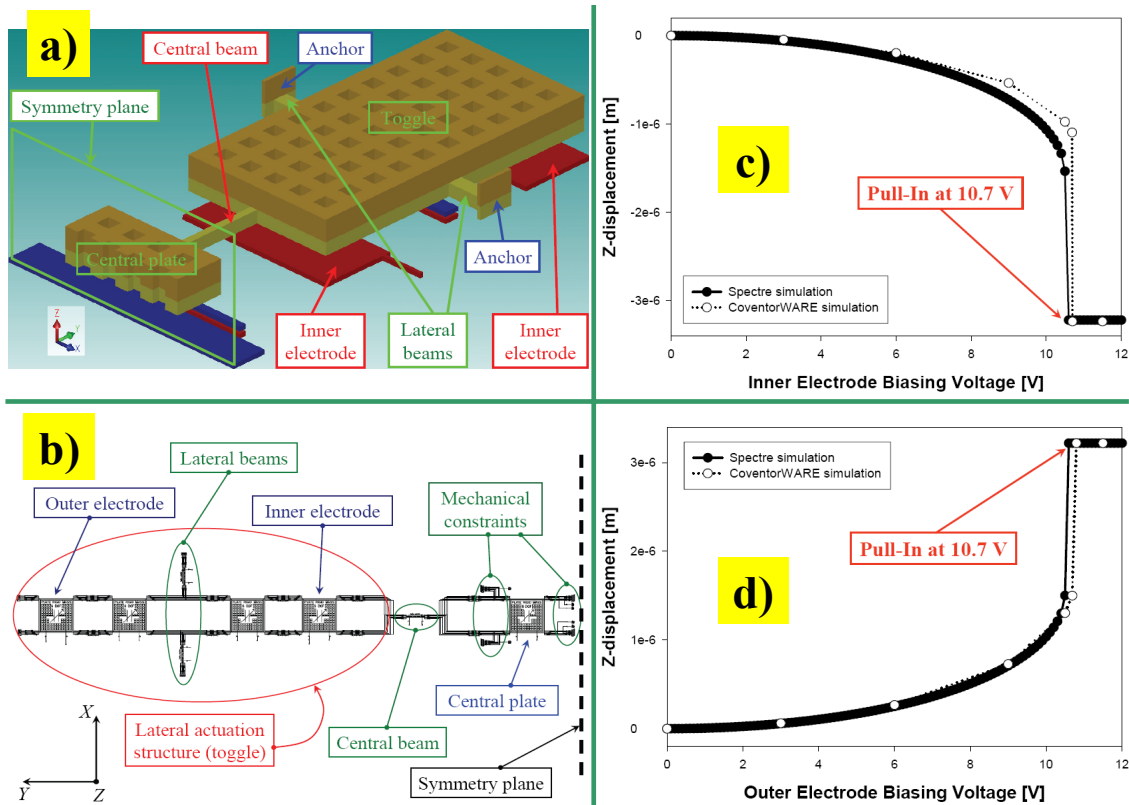 a)
Central beam
Anchor
Symmetry plane
Toggle
Central plate
Anchor
Inner
electrode
Lateral
beams
Inner
electrode
Z
Y
X
c)
0
-1e-6
-2e-6
-3e-6
Z-displacement [m]
Pull-In at 10.7 V
Spectre simulation
CoventorWARE simulation
0 2 4 6 8 10 12
Inner Electrode Biasing Voltage [V]
b)
Lateral beams
Outer electrode
Inner electrode
Mechanical
constraints
Central plate
Lateral actuation
structure (toggle)
Central beam
Symmetry plane
X
Y
Z
d)
3e-6
2e-6
1e-6
0
Z-displacement [m]
Spectre simulation
CoventorWARE simulation
Pull-In at 10.7 V
0 2 4 6 8 10 12
Outer Electrode Biasing Voltage [V]